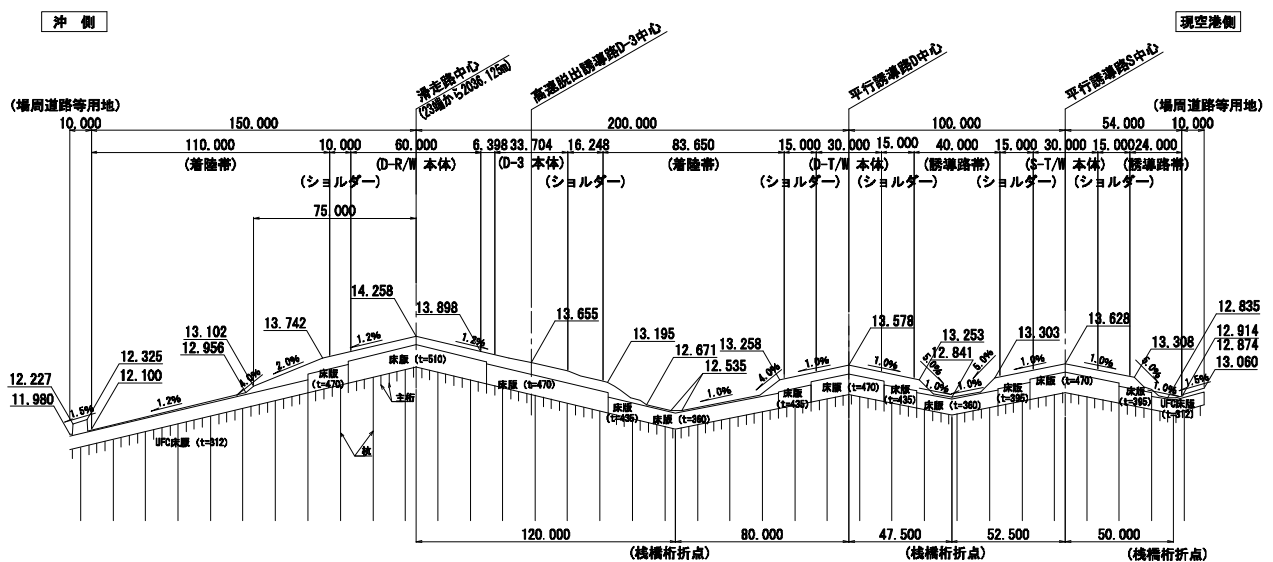 沖 側
現空港側
滑走路中心
(23端から2036.125m)
高速脱出誘導路D-3中心
平行誘導路D中心
平行誘導路S中心
(場周道路等用地)
(場周道路等用地)
10.000 150.000 200.000 100.000 54.000 10.000
110.000 10.000 60.000 6.398 33.704 16.248 83.650 15.000 30.000 15.000 40.000 15.000 30.000 15.000 24.000
(着陸帯) (D-R/W 本体) (D-3 本体) (着陸帯) (D-T/W 本体) (誘導路帯) (S-T/W 本体) (誘導路帯)
(ショルダー) (ショルダー) (ショルダー) (ショルダー) (ショルダー) (ショルダー)
75.000
14.258
13.898
13.655
13.742
13.102
12.956
12.325
12.100
12.227
11.980
13.195
12.671
12.535
13.258
13.578
13.253
12.841
13.303
13.628
13.308
12.835
12.914
12.874
13.060
1.5%
1.2%
4.0%
2.0%
1.2%
1.2%
1.0%
4.0%
1.0%
1.0%
1.0%
1.0%
5.0%
1.0%
1.0%
1.5%
UFC床版 (t=312)
床版
(t=470)
床版 (t=510)
床版 (t=470)
床版
(t=435)
床版 (t=360)
床版
(t=435)
床版
(t=470)
床版
(t=435)
床版 (t=360)
床版
(t=395)
床版 (t=470)
床版
(t=395)
UFC床版
(t=312)
主桁
杭
120.000 80.000 47.500 52.500 50.000
(桟橋桁折点) (桟橋桁折点) (桟橋桁折点)